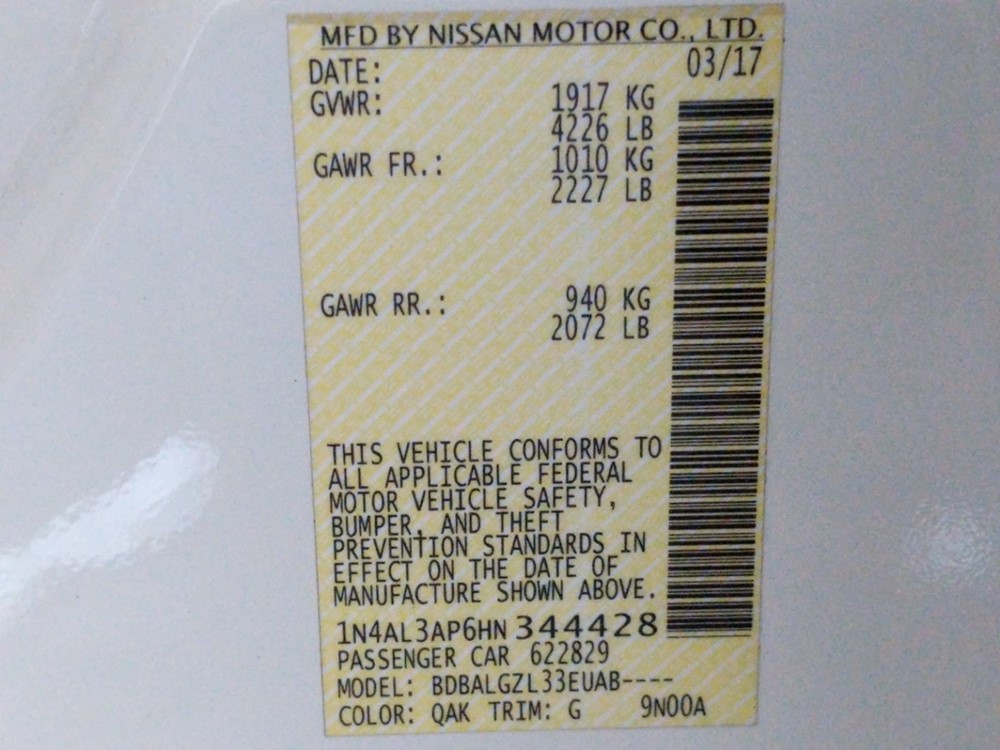 MFD BY NISSAN MOTOR CO., LTD.
DATE: 03/17
GVWR: 1917 KG
4226 LB
GAWR FR.: 1010 KG
2227 LB
GAWR RR.: 940 KG
2072 LB
THIS VEHICLE CONFORMS TO
ALL APPLICABLE FEDERAL
MOTOR VEHICLE SAFETY,
BUMPER, AND THEFT
PREVENTION STANDARDS IN
EFFECT ON THE DATE OF
MANUFACTURE SHOWN ABOVE.
1N4AL3AP6HN344428
PASSENGER CAR 622829
MODEL: BDBALGZL33EUAB----
COLOR: QAK TRIM: G 9N00A